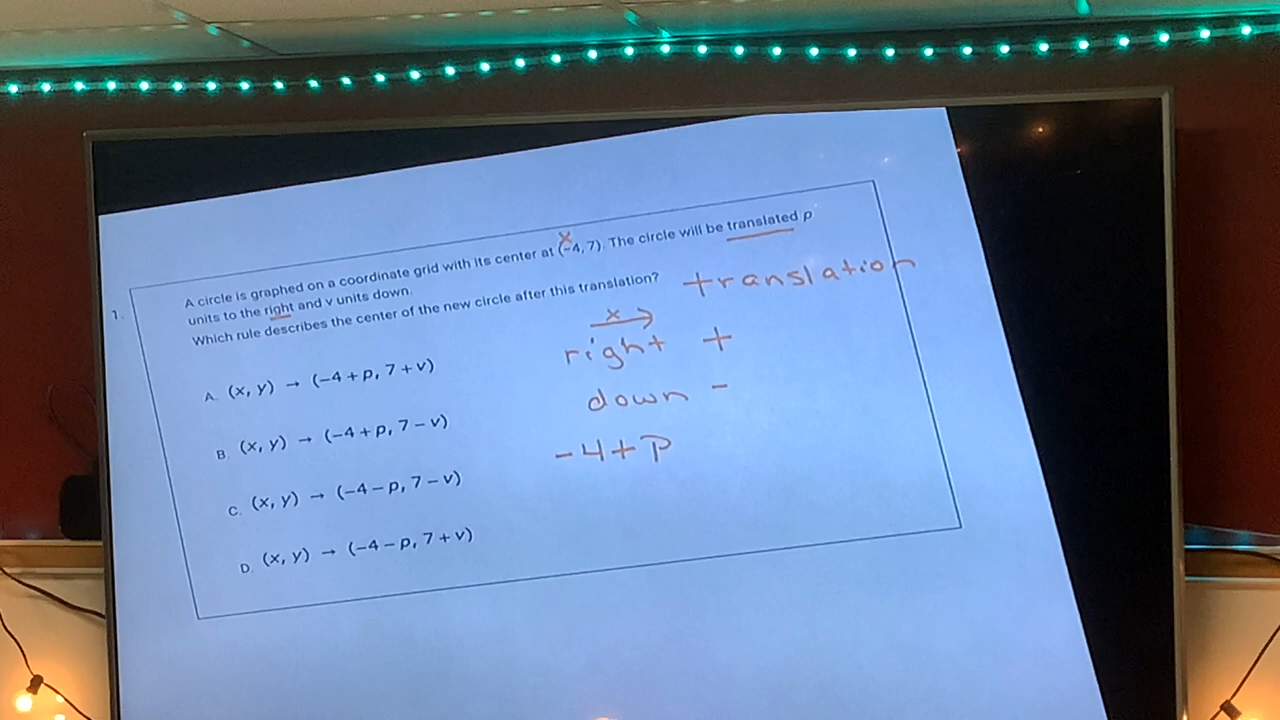 1. A circle is graphed on a coordinate grid with its center at (-4, 7). The circle will be translated p
units to the right and v units down.
Which rule describes the center of the new circle after this translation?
x
translation
A. (x, y) → (-4 + p, 7 + v)
B. (x, y) → (-4 + p, 7 - v)
C. (x, y) → (-4 - p, 7 - v)
D. (x, y) → (-4 - p, 7 + v)
x
right +
down -
-4+P